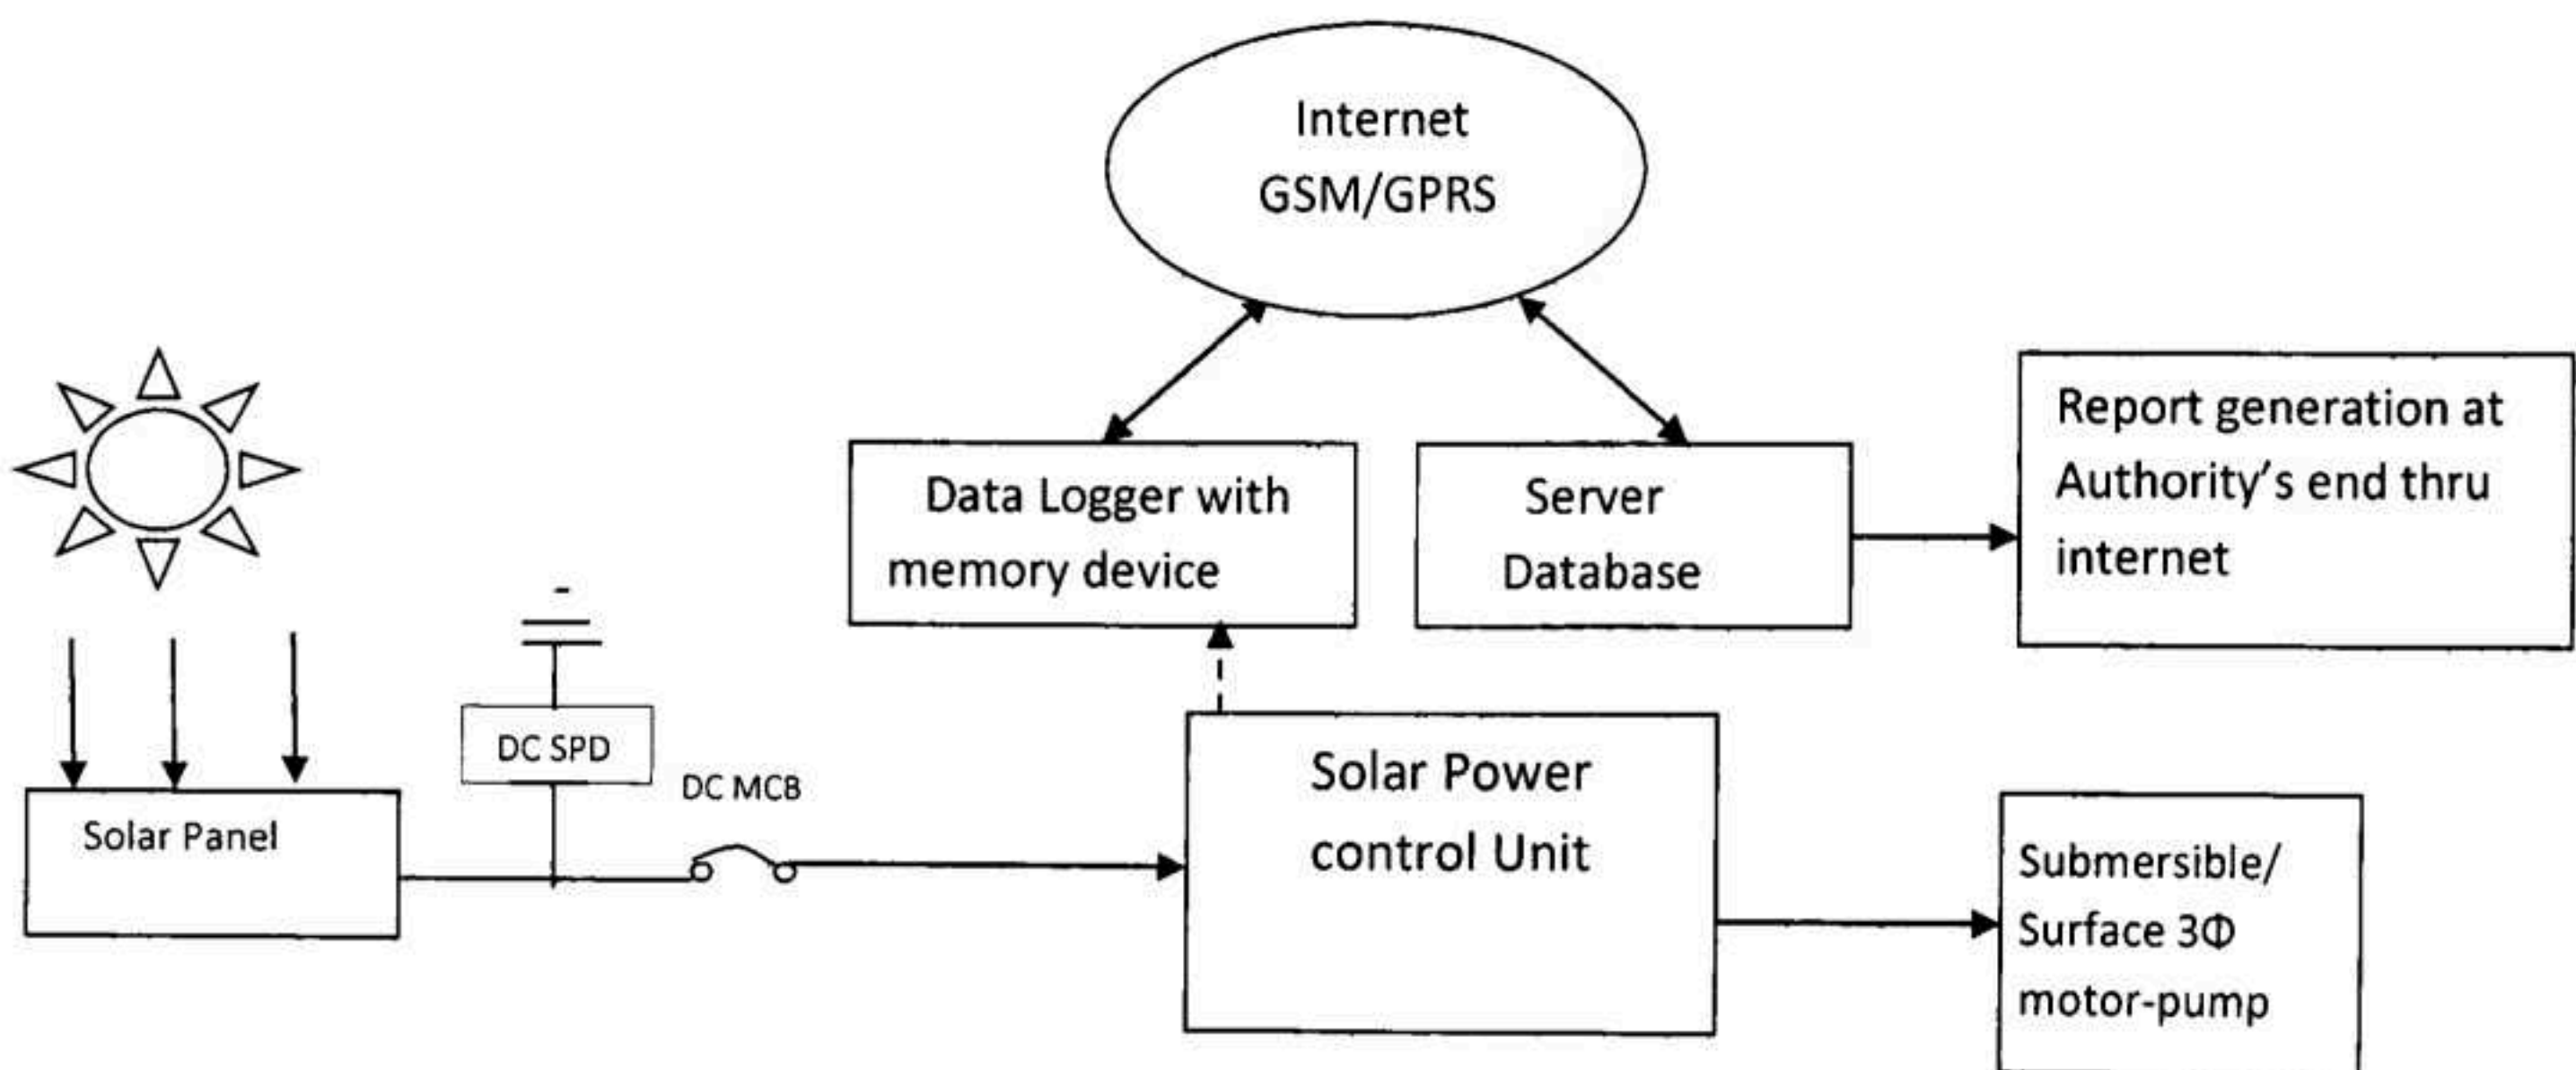 Internet
GSM/GPRS
Data Logger with
memory device
Server
Database
Report generation at
Authority's end thru
internet
-
DC SPD
DC MCB
Solar Panel
Solar Power
control Unit
Submersible/
Surface 3Φ
motor-pump